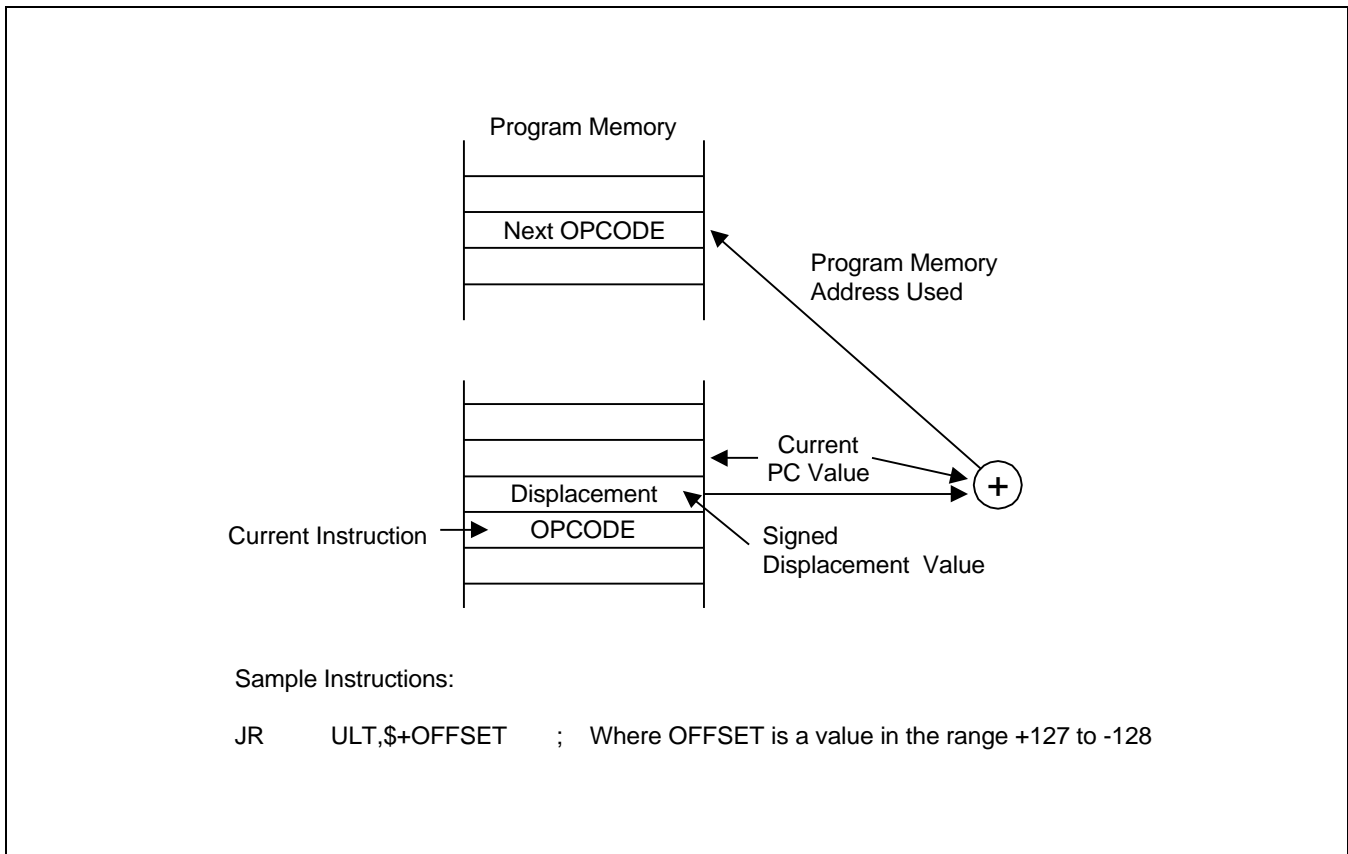 Program Memory
Next OPCODE
Program Memory
Address Used
Current
PC Value
Displacement
OPCODE
Current Instruction
Signed
Displacement Value
+
Sample Instructions:
JR ULT,$+OFFSET ; Where OFFSET is a value in the range +127 to -128